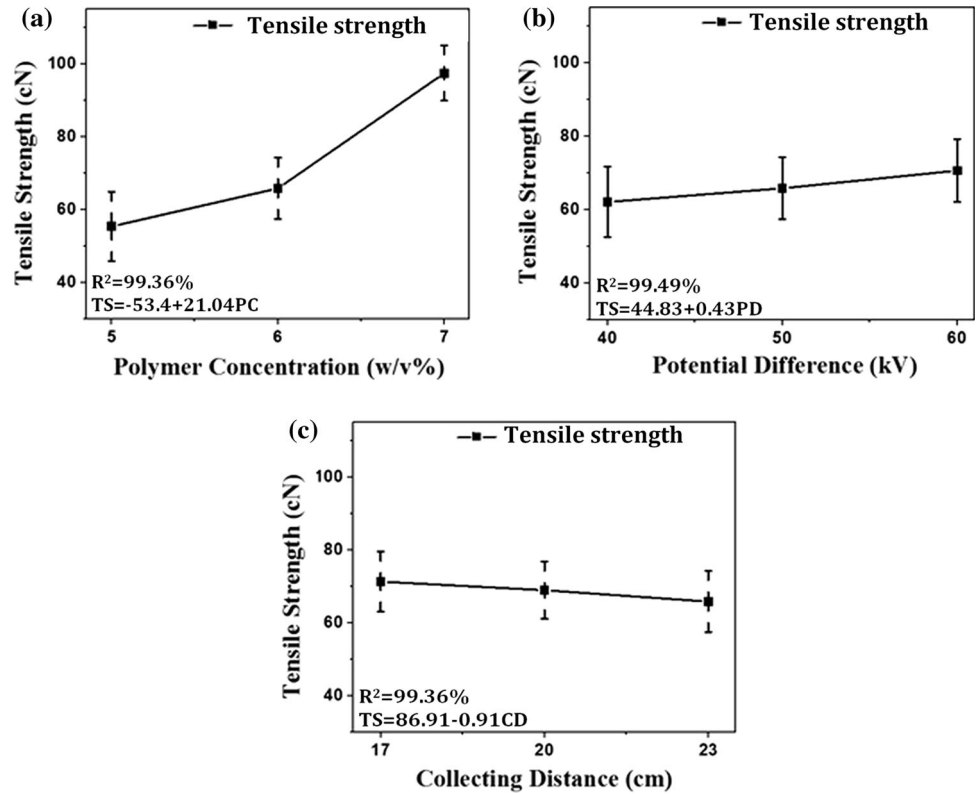 (a)
Tensile strength
Tensile Strength (cN)
100
80
60
40
R²=99.36%
TS=-53.4+21.04PC
5 6 7
Polymer Concentration (w/v%)
(b)
Tensile strength
Tensile Strength (cN)
100
80
60
40
R²=99.49%
TS=44.83+0.43PD
40 50 60
Potential Difference (kV)
(c)
Tensile strength
Tensile Strength (cN)
100
80
60
40
R²=99.36%
TS=86.91-0.91CD
17 20 23
Collecting Distance (cm)